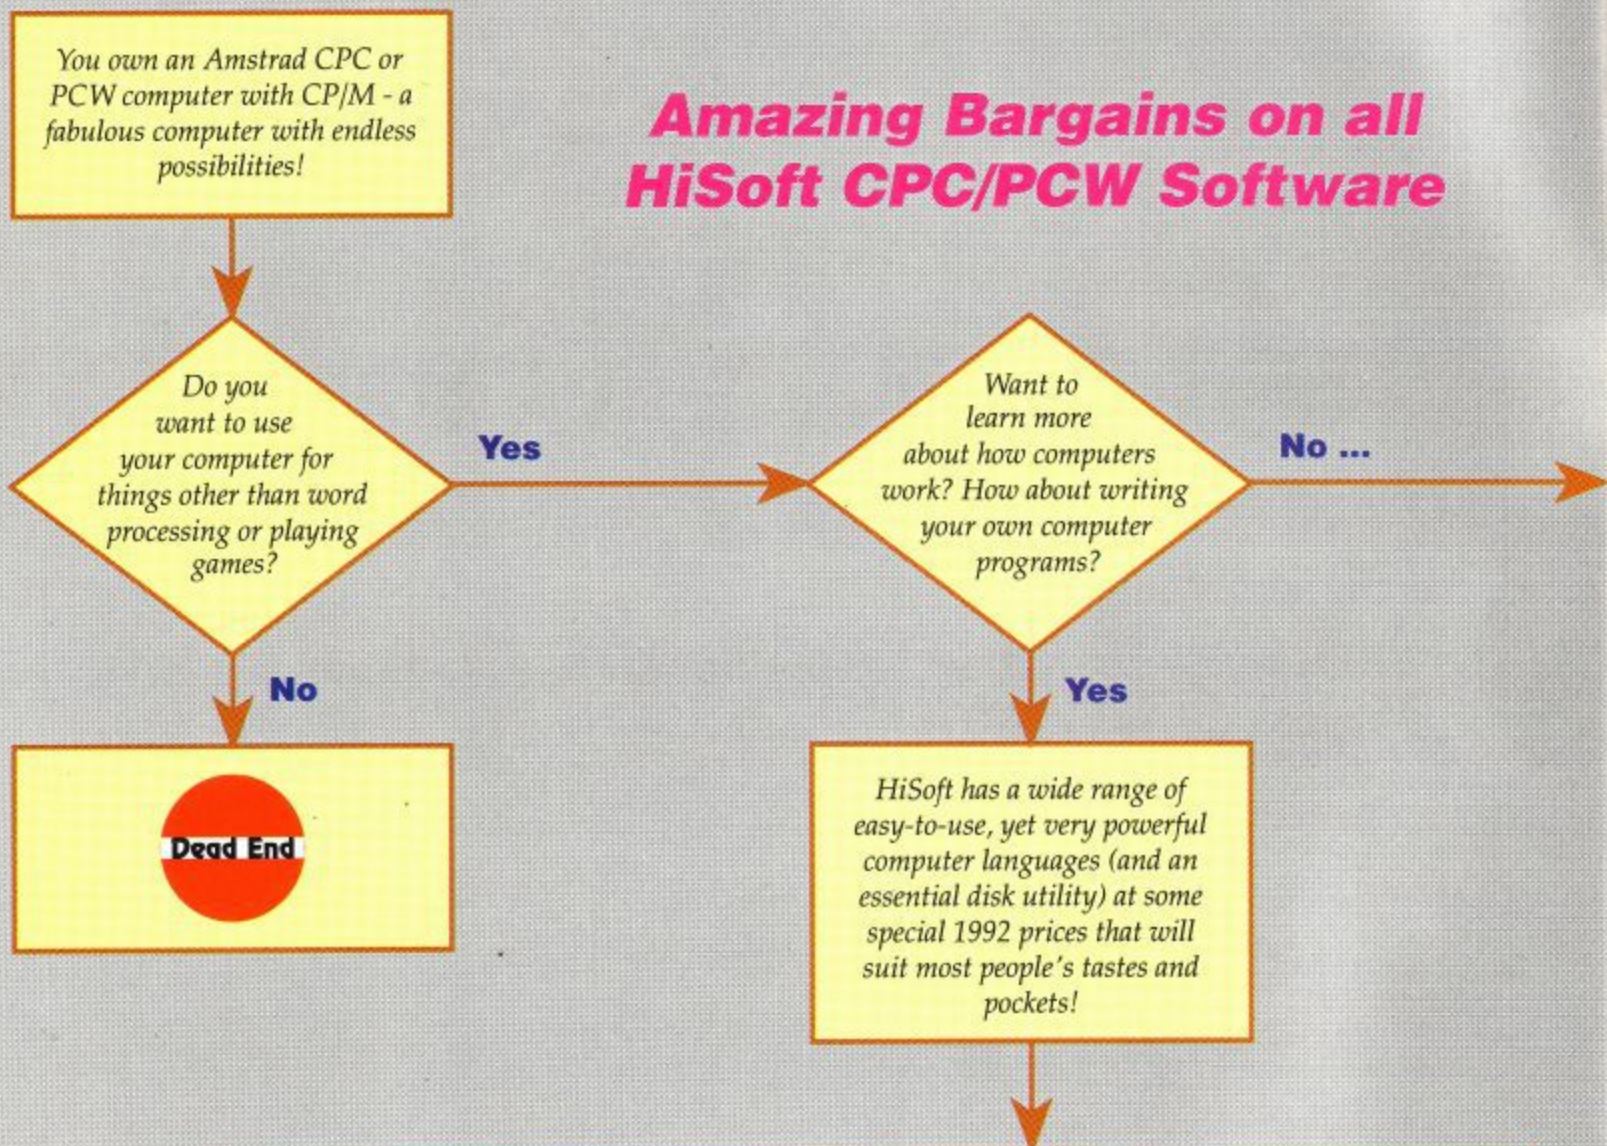 You own an Amstrad CPC or
PCW computer with CP/M - a
fabulous computer with endless
possibilities!
Amazing Bargains on all
HiSoft CPC/PCW Software
Do you
want to use
your computer for
things other than word
processing or playing
games?
Yes
Want to
learn more
about how computers
work? How about writing
your own computer
programs?
No ...
No
Yes
Dead End
HiSoft has a wide range of
easy-to-use, yet very powerful
computer languages (and an
essential disk utility) at some
special 1992 prices that will
suit most people's tastes and
pockets!